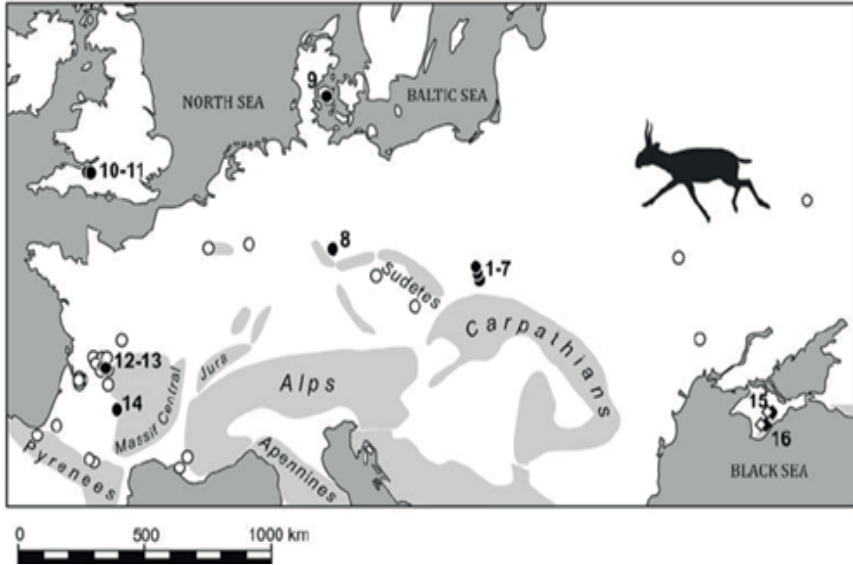 9
NORTH SEA
BALTIC SEA
10-11
8
1-7
Sudetes
Carpathians
12-13
Jura
Alps
14
Massif Central
15
16
Pyrenees
Apennines
BLACK SEA
0 500 1000 km